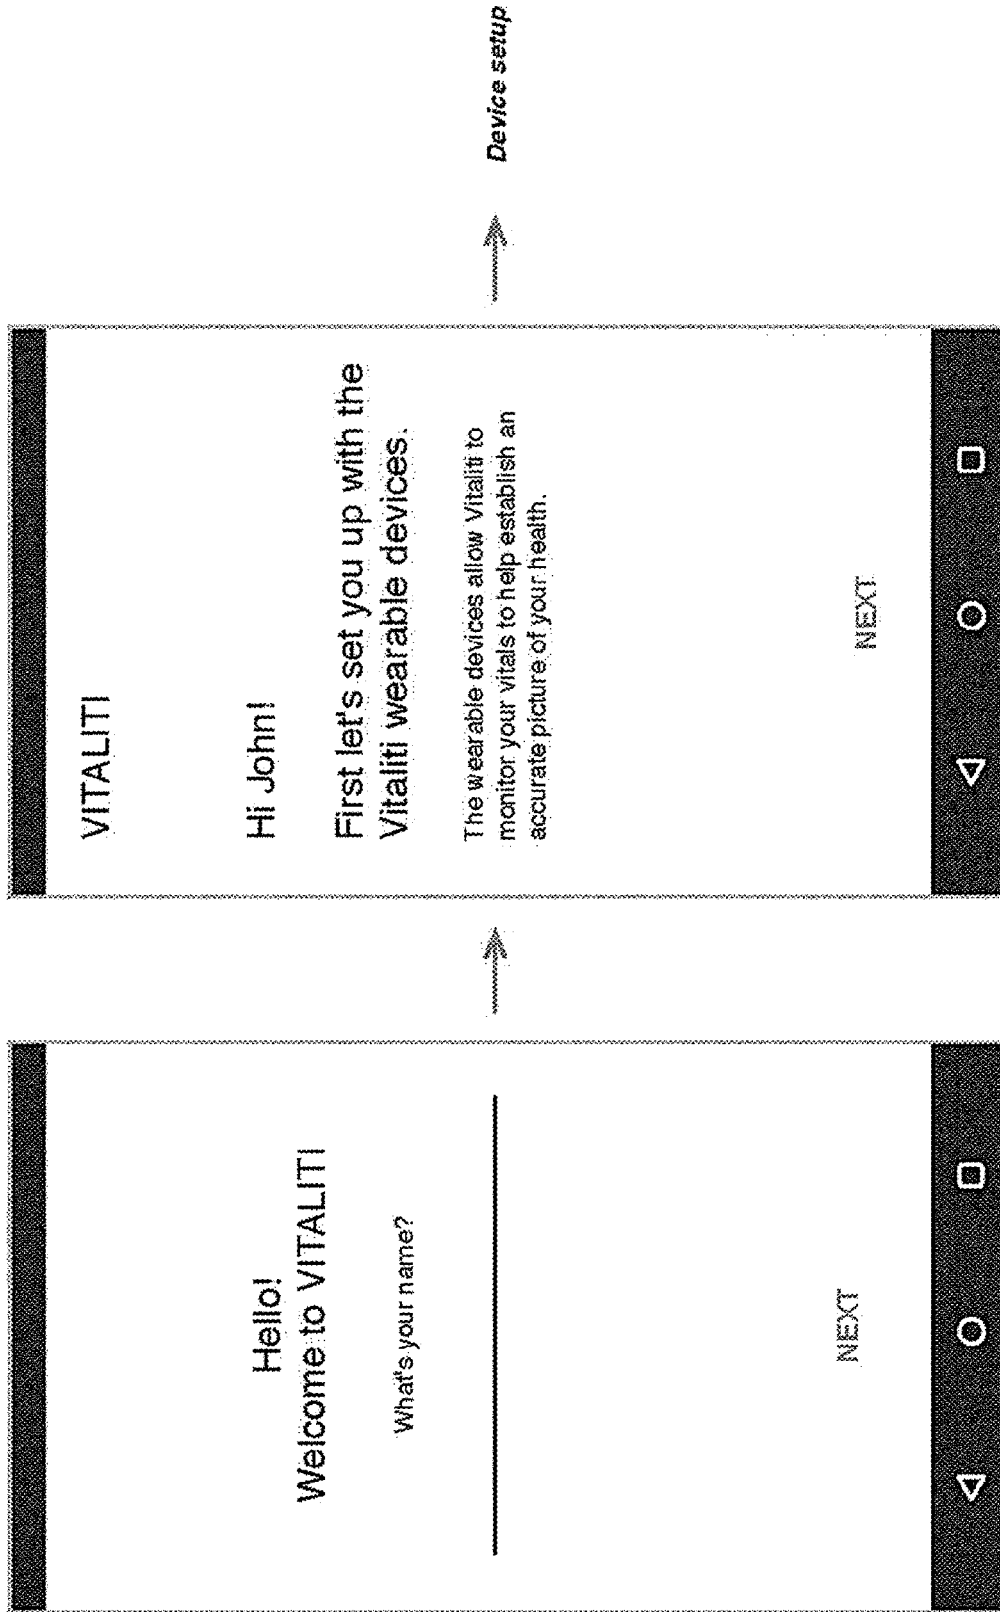 Hello!
Welcome to VITALITI
What's your name?
NEXT
VITALITI
Hi John!
First let's set you up with the
Vitaliti wearable devices.
The wearable devices allow Vitaliti to
monitor your vitals to help establish an
accurate picture of your health.
NEXT
Device setup